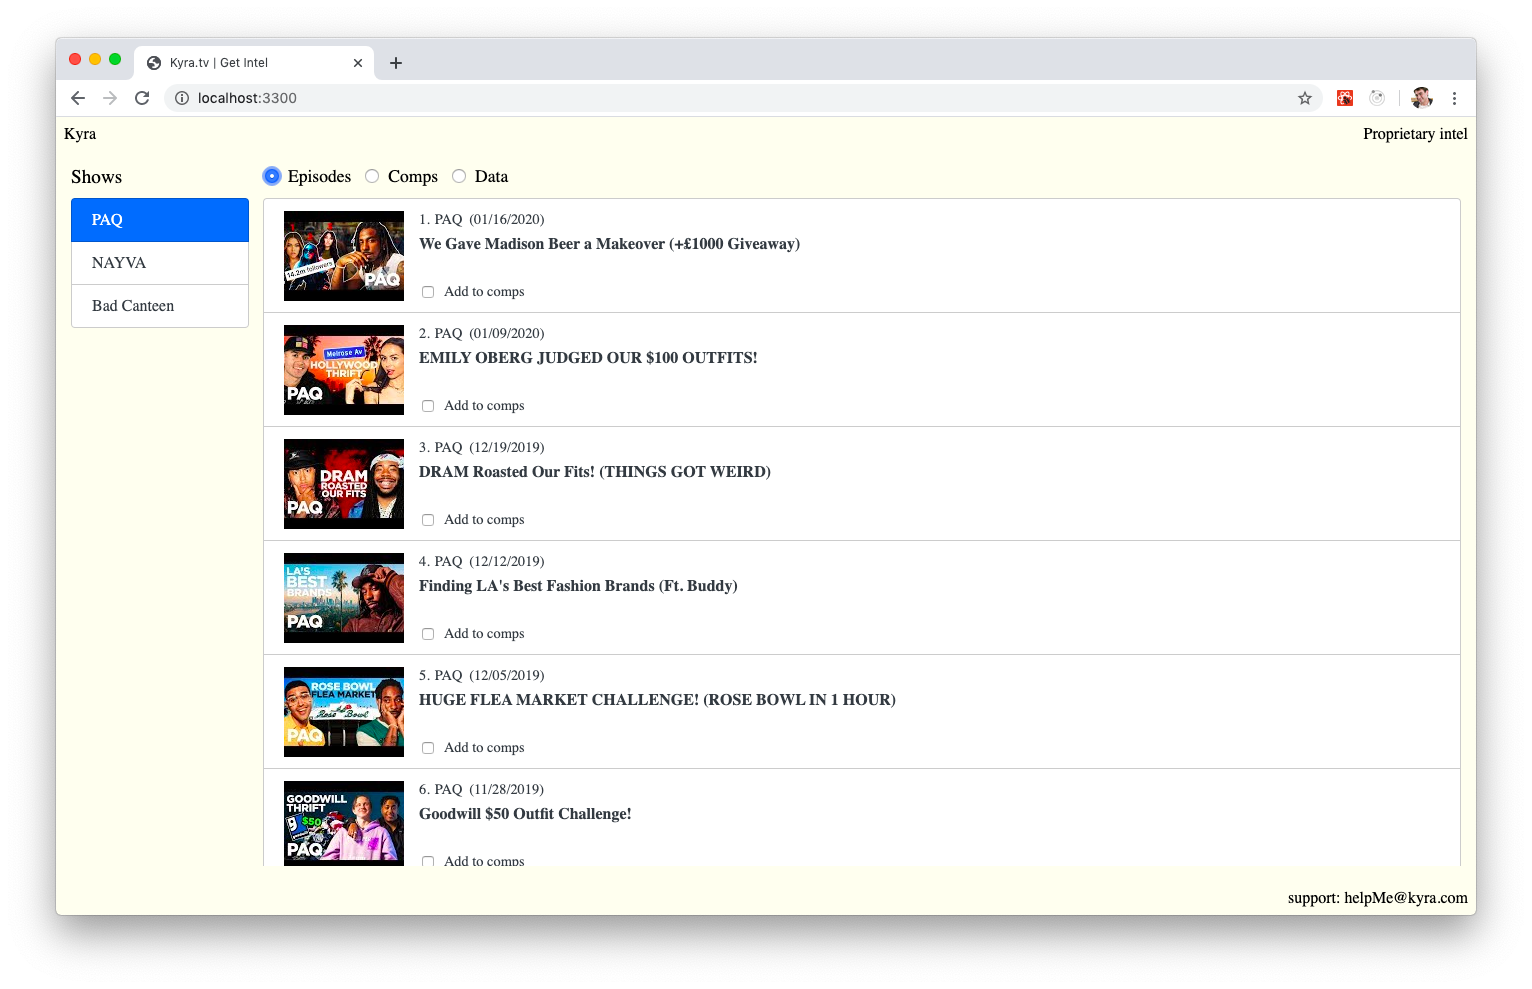 Kyra.tv | Get Intel
localhost:3300
Kyra
Proprietary intel
Shows
Episodes Comps Data
PAQ
NAYVA
Bad Canteen
14.2m followers
PAQ
1. PAQ (01/16/2020)
We Gave Madison Beer a Makeover (+£1000 Giveaway)
Add to comps
Melrose Av
HOLLYWOOD
THRIFT
PAQ
2. PAQ (01/09/2020)
EMILY OBERG JUDGED OUR $100 OUTFITS!
Add to comps
DRAM
ROASTED
OUR FITS
PAQ
3. PAQ (12/19/2019)
DRAM Roasted Our Fits! (THINGS GOT WEIRD)
Add to comps
LA'S
BEST
BRANDS
PAQ
4. PAQ (12/12/2019)
Finding LA's Best Fashion Brands (Ft. Buddy)
Add to comps
ROSE BOWL
FLEA MARKET
Rose Bowl
PAQ
5. PAQ (12/05/2019)
HUGE FLEA MARKET CHALLENGE! (ROSE BOWL IN 1 HOUR)
Add to comps
GOODWILL
THRIFT
$50
PAQ
6. PAQ (11/28/2019)
Goodwill $50 Outfit Challenge!
Add to comps
support: helpMe@kyra.com